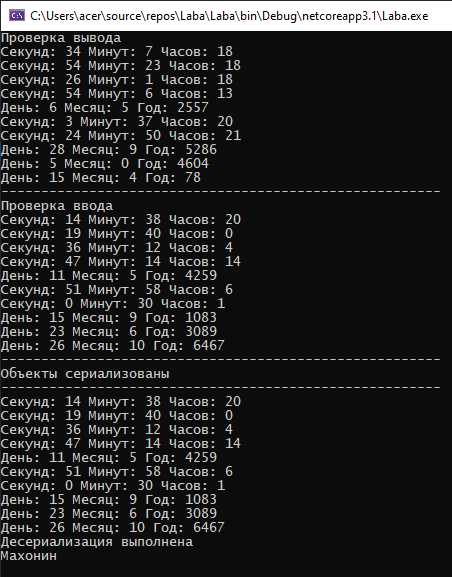 C:\Users\acer\source\repos\Laba\Laba\bin\Debug\netcoreapp3.1\Laba.exe
Проверка вывода
Секунд: 34 Минут: 7 Часов: 18
Секунд: 54 Минут: 23 Часов: 18
Секунд: 26 Минут: 1 Часов: 18
Секунд: 54 Минут: 6 Часов: 13
День: 6 Месяц: 5 Год: 2557
Секунд: 3 Минут: 37 Часов: 20
Секунд: 24 Минут: 50 Часов: 21
День: 28 Месяц: 9 Год: 5286
День: 5 Месяц: 0 Год: 4604
День: 15 Месяц: 4 Год: 78
-------------------------------------------------------
Проверка ввода
Секунд: 14 Минут: 38 Часов: 20
Секунд: 19 Минут: 40 Часов: 0
Секунд: 36 Минут: 12 Часов: 4
Секунд: 47 Минут: 14 Часов: 14
День: 11 Месяц: 5 Год: 4259
Секунд: 51 Минут: 58 Часов: 6
Секунд: 0 Минут: 30 Часов: 1
День: 15 Месяц: 9 Год: 1083
День: 23 Месяц: 6 Год: 3089
День: 26 Месяц: 10 Год: 6467
-------------------------------------------------------
Объекты сериализованы
-------------------------------------------------------
Секунд: 14 Минут: 38 Часов: 20
Секунд: 19 Минут: 40 Часов: 0
Секунд: 36 Минут: 12 Часов: 4
Секунд: 47 Минут: 14 Часов: 14
День: 11 Месяц: 5 Год: 4259
Секунд: 51 Минут: 58 Часов: 6
Секунд: 0 Минут: 30 Часов: 1
День: 15 Месяц: 9 Год: 1083
День: 23 Месяц: 6 Год: 3089
День: 26 Месяц: 10 Год: 6467
Десериализация выполнена
Махонин